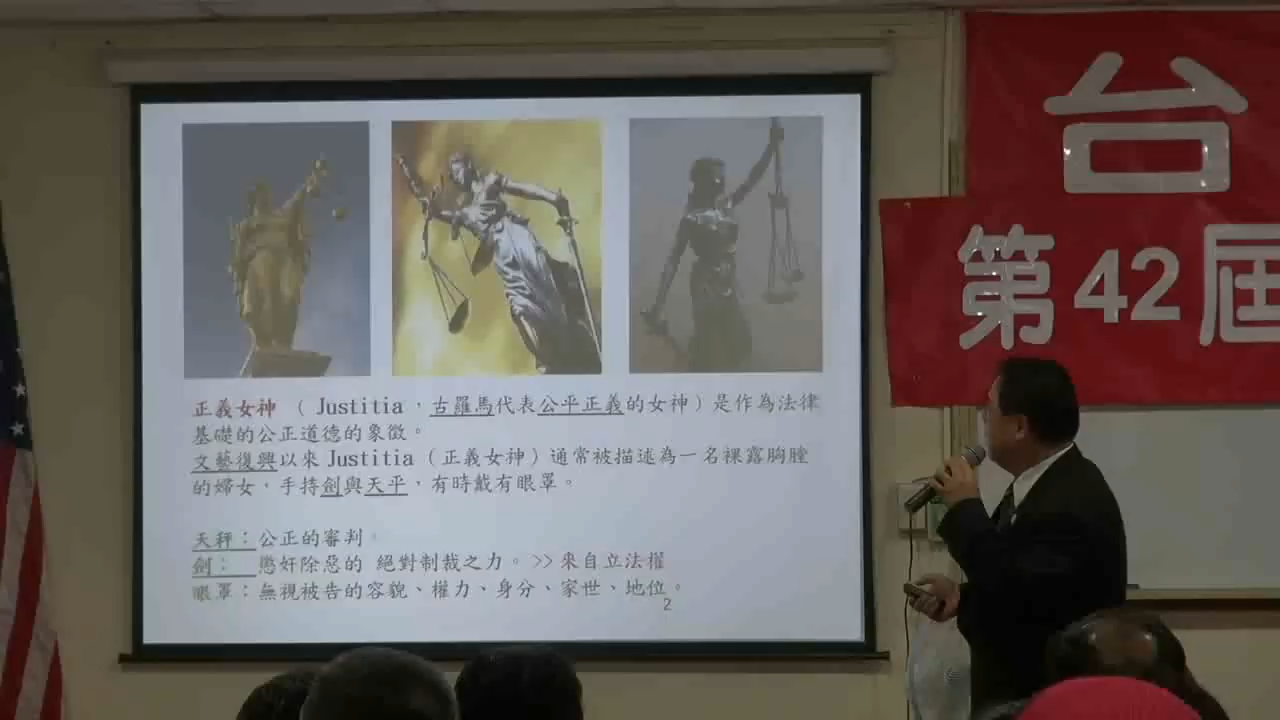 正義女神 （ Justitia ，古羅馬代表公平正義的女神）是作為法律
基礎的公正道德的象徵。
文藝復興以來 Justitia（正義女神）通常被描述為一名裸露胸膛
的婦女，手持劍與天平，有時戴有眼罩。
天秤：公正的審判。
劍： 懲奸除惡的 絕對制裁之力。 >> 來自立法權
眼罩：無視被告的容貌、權力、身分、家世、地位。
2
台
第42屆